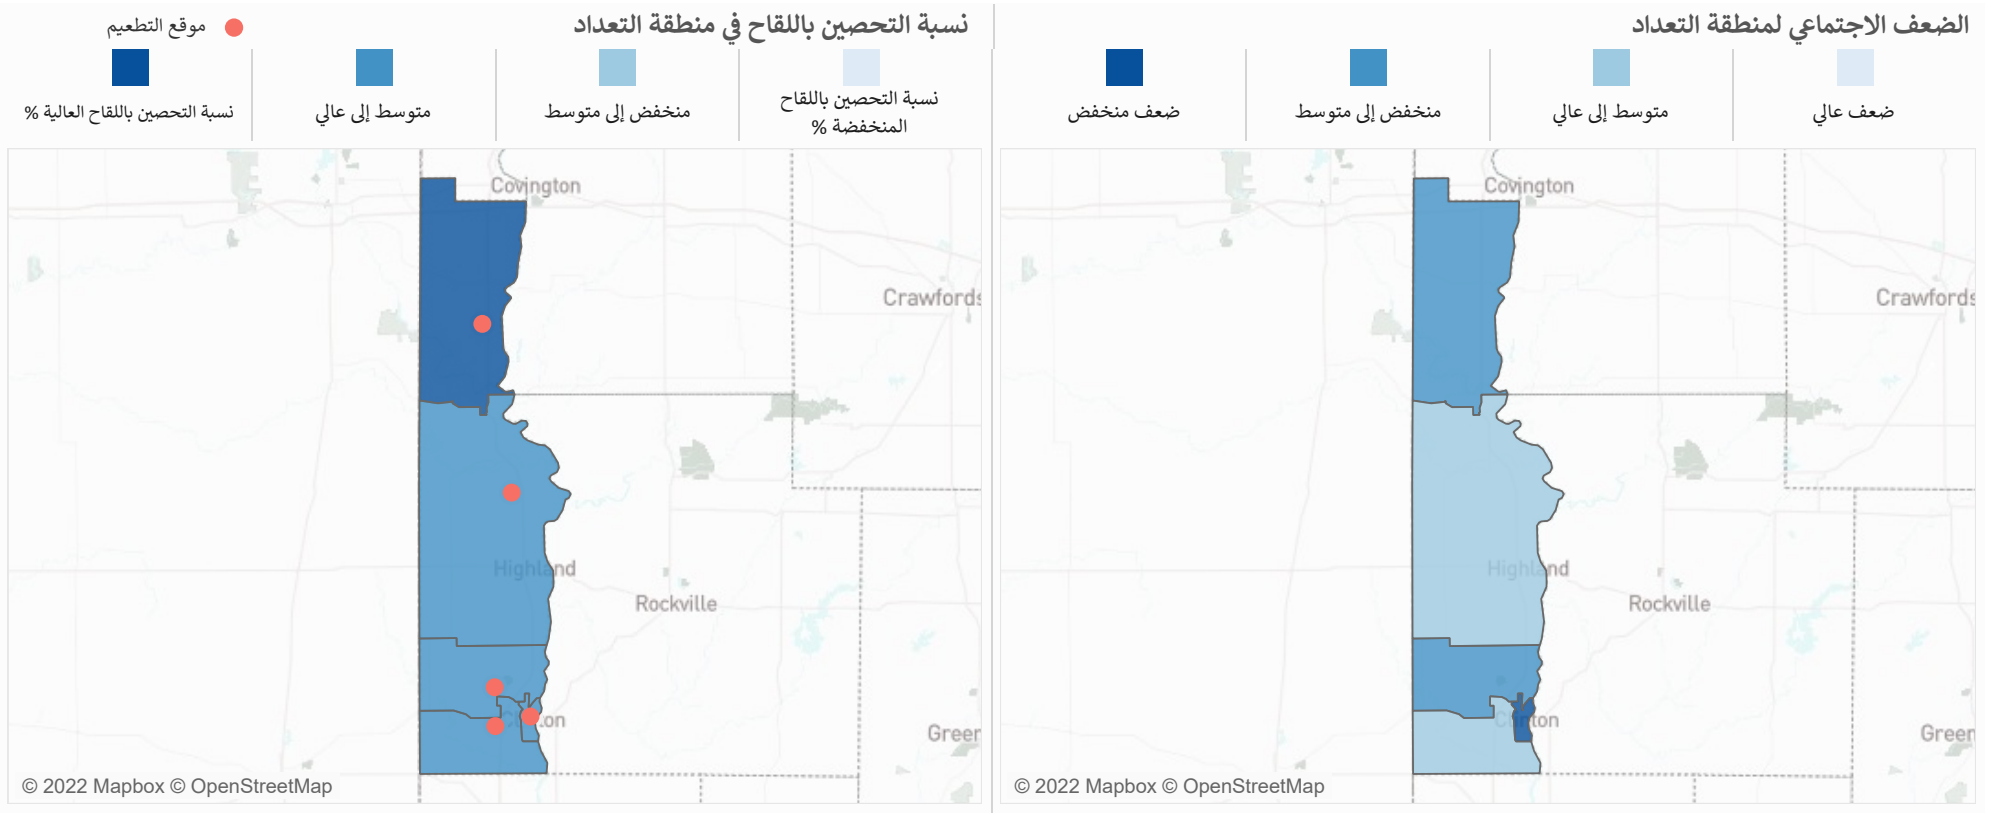 الضعف الاجتماعي لمنطقة التعداد
ضعف عالي
متوسط إلى عالي
منخفض إلى متوسط
ضعف منخفض
Covington
Crawfords
Highland
Rockville
Clinton
Green
© 2022 Mapbox © OpenStreetMap
نسبة التحصين باللقاح في منطقة التعداد
موقع التطعيم
نسبة التحصين باللقاح
المنخفضة %
منخفض إلى متوسط
متوسط إلى عالي
نسبة التحصين باللقاح العالية %
Covington
Crawfords
Highland
Rockville
Clinton
Green
© 2022 Mapbox © OpenStreetMap